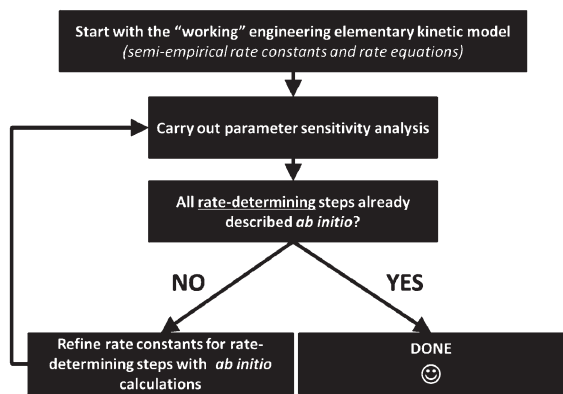 Start with the “working” engineering elementary kinetic model
(semi-empirical rate constants and rate equations)
Carry out parameter sensitivity analysis
All rate-determining steps already
described ab initio?
NO
YES
Refine rate constants for rate-
determining steps with ab initio
calculations
DONE